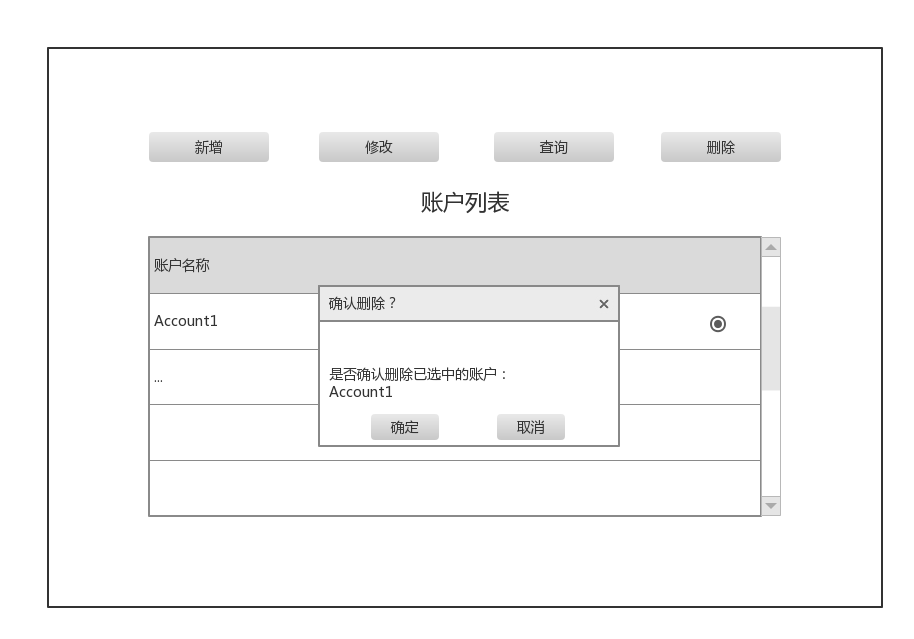 新增
修改
查询
删除
账户列表
账户名称
确认删除？
Account1
...
是否确认删除已选中的账户：
Account1
确定
取消